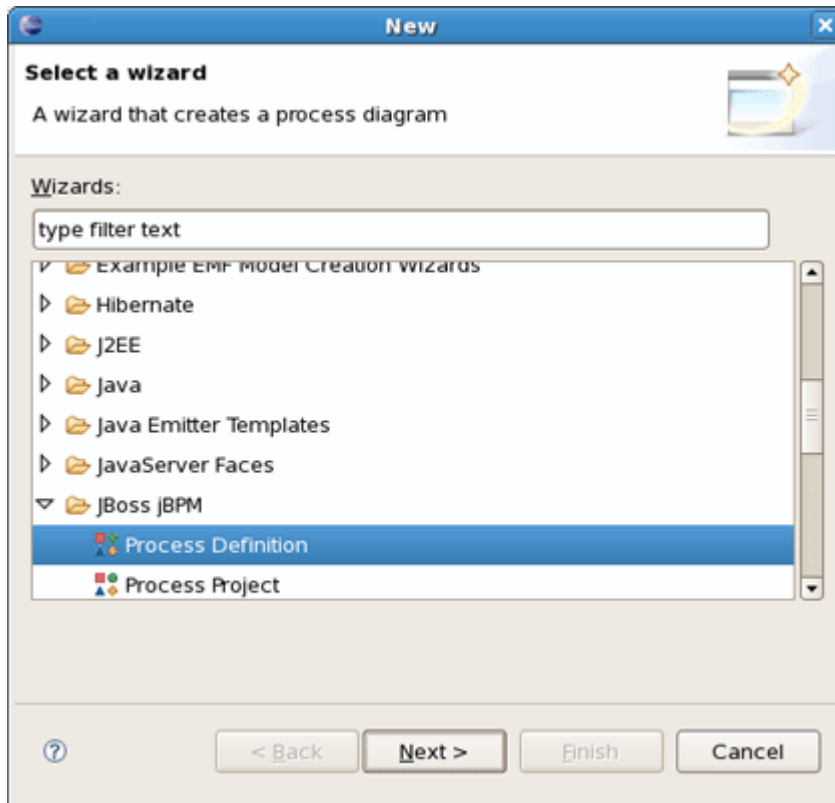 New
Select a wizard
A wizard that creates a process diagram
Wizards:
type filter text
Example EMF Model Creation Wizards
Hibernate
J2EE
Java
Java Emitter Templates
JavaServer Faces
JBoss jBPM
Process Definition
Process Project
? < Back Next > Finish Cancel